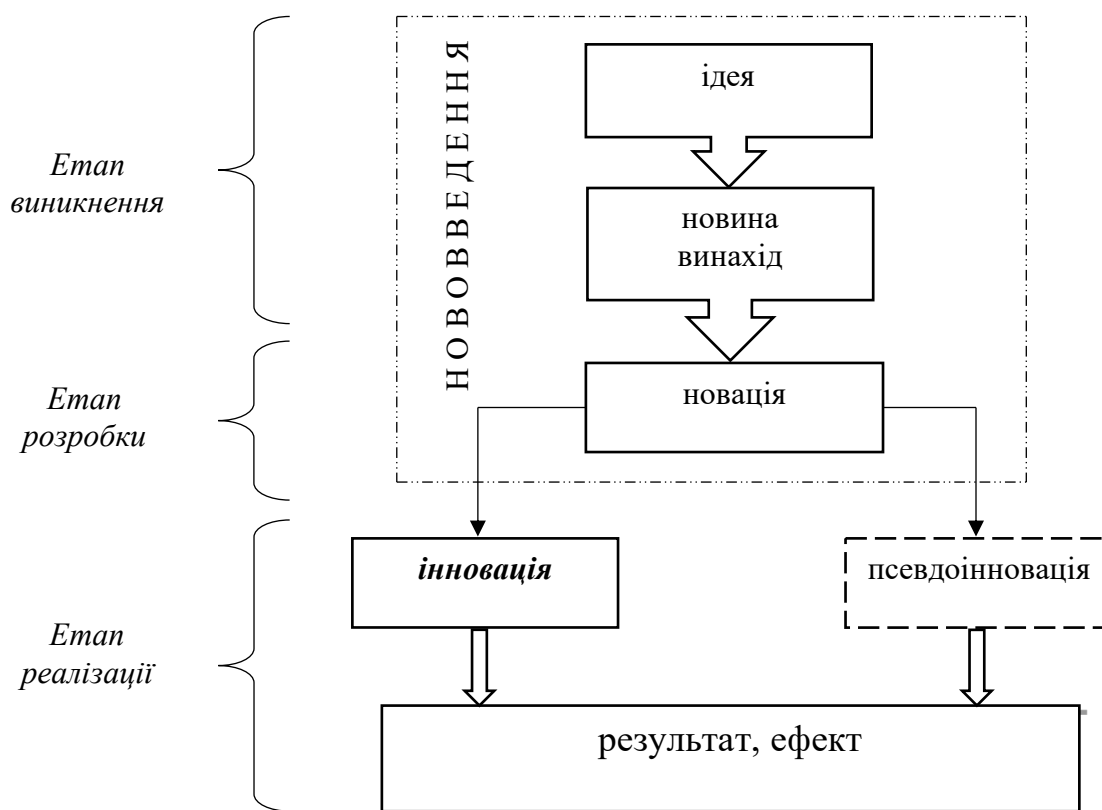 НОВОВВЕДЕННЯ
ідея
Етап
виникнення
новина
винахід
Етап
розробки
новація
інновація
псевдоінновація
Етап
реалізації
результат, ефект